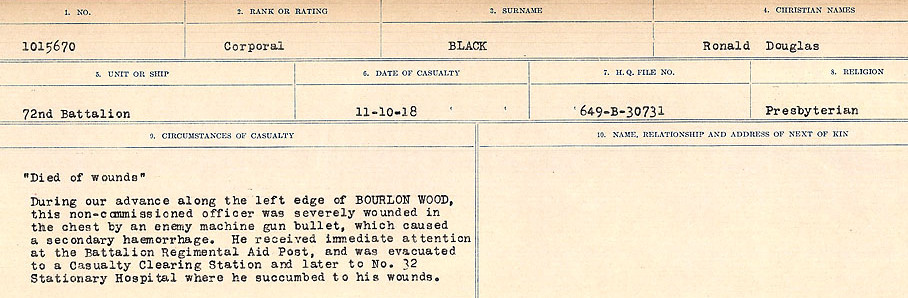 1. NO. 2. RANK OR RATING 3. SURNAME 4. CHRISTIAN NAMES
1015670 Corporal BLACK Ronald Douglas
5. UNIT OR SHIP 6. DATE OF CASUALTY 7. H.Q. FILE NO. 8. RELIGION
72nd Battalion 11-10-18 649-B-30731 Presbyterian
9. CIRCUMSTANCES OF CASUALTY 10. NAME, RELATIONSHIP AND ADDRESS OF NEXT OF KIN
"Died of wounds"
During our advance along the left edge of BOURLON WOOD,
this non-commissioned officer was severely wounded in
the chest by an enemy machine gun bullet, which caused
a secondary haemorrhage. He received immediate attention
at the Battalion Regimental Aid Post, and was evacuated
to a Casualty Clearing Station and later to No. 32
Stationary Hospital where he succumbed to his wounds.